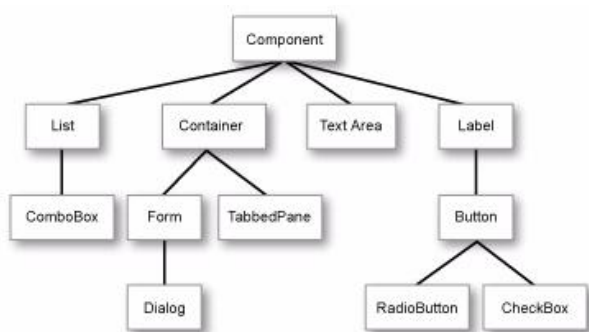 Component
List
Container
Text Area
Label
ComboBox
Form
TabbedPane
Button
Dialog
RadioButton
CheckBox